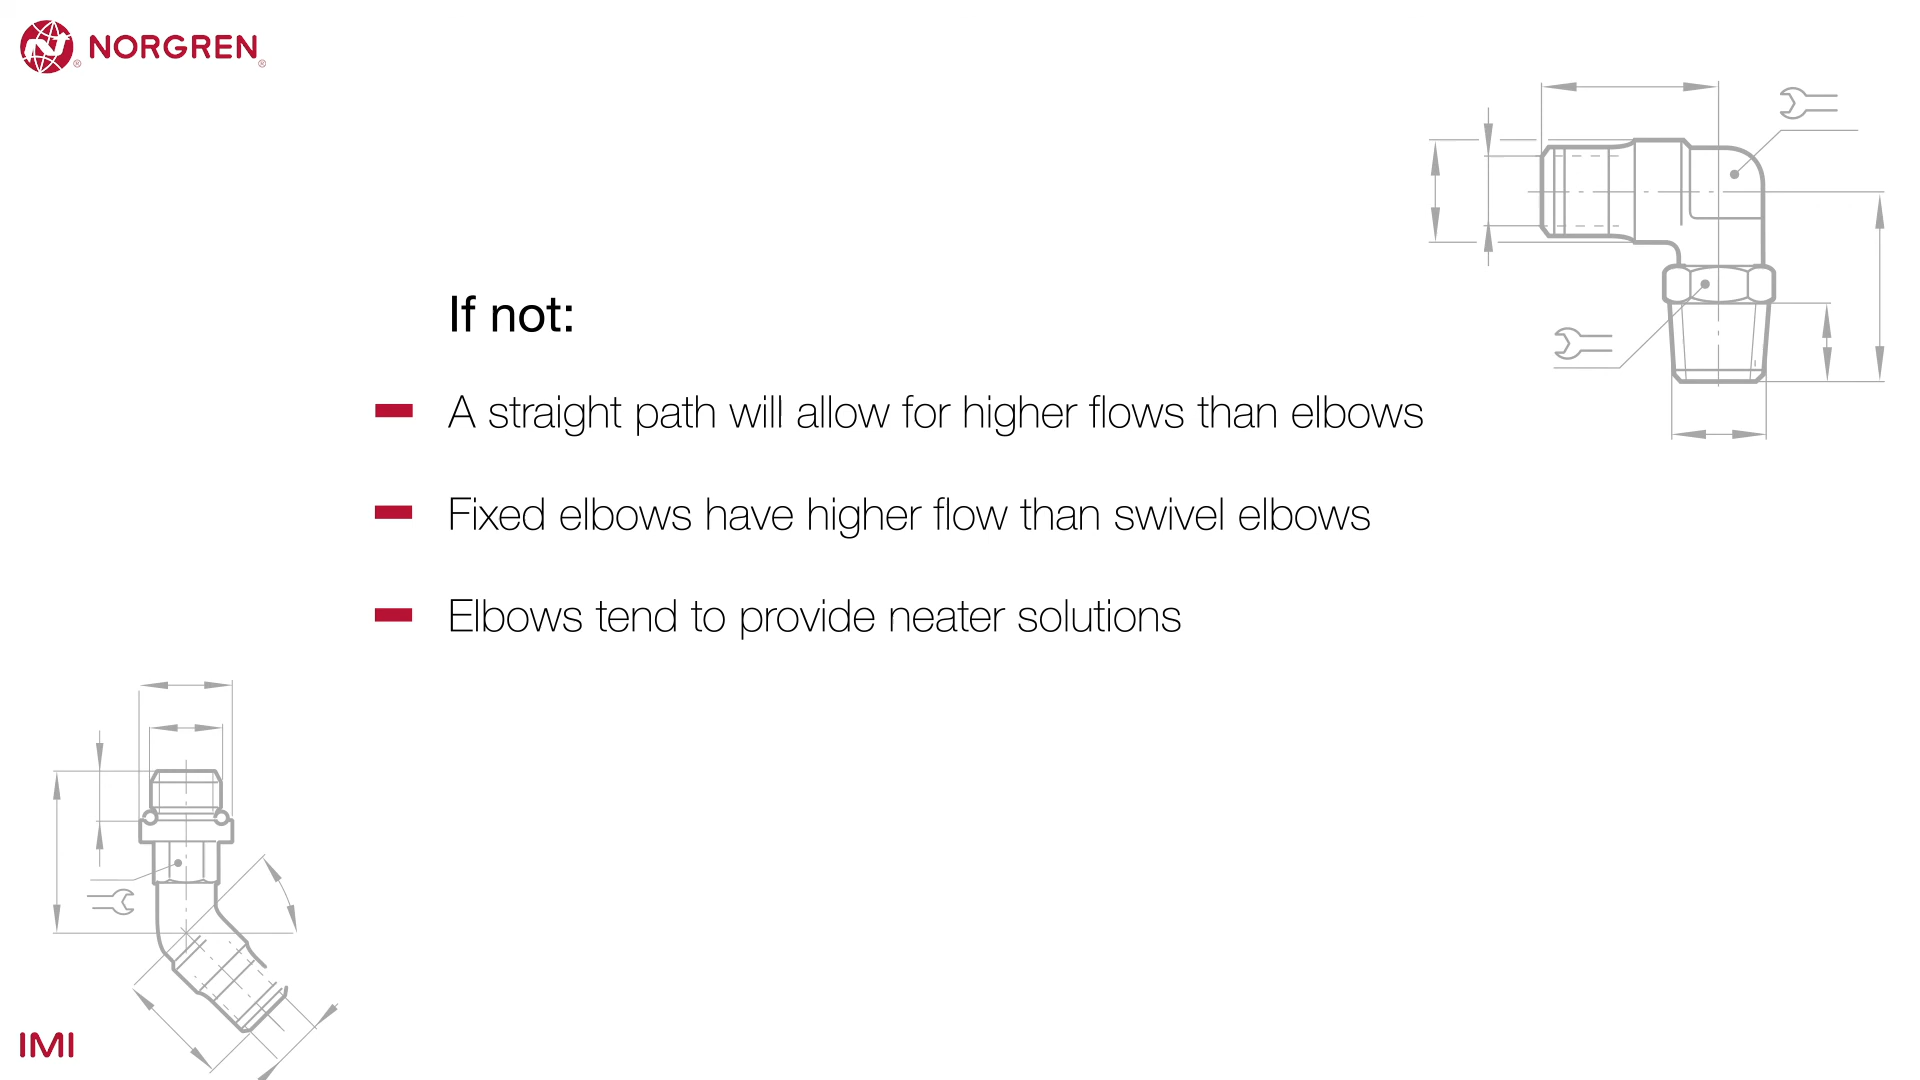 NORGREN
If not:
A straight path will allow for higher flows than elbows
Fixed elbows have higher flow than swivel elbows
Elbows tend to provide neater solutions
IMI